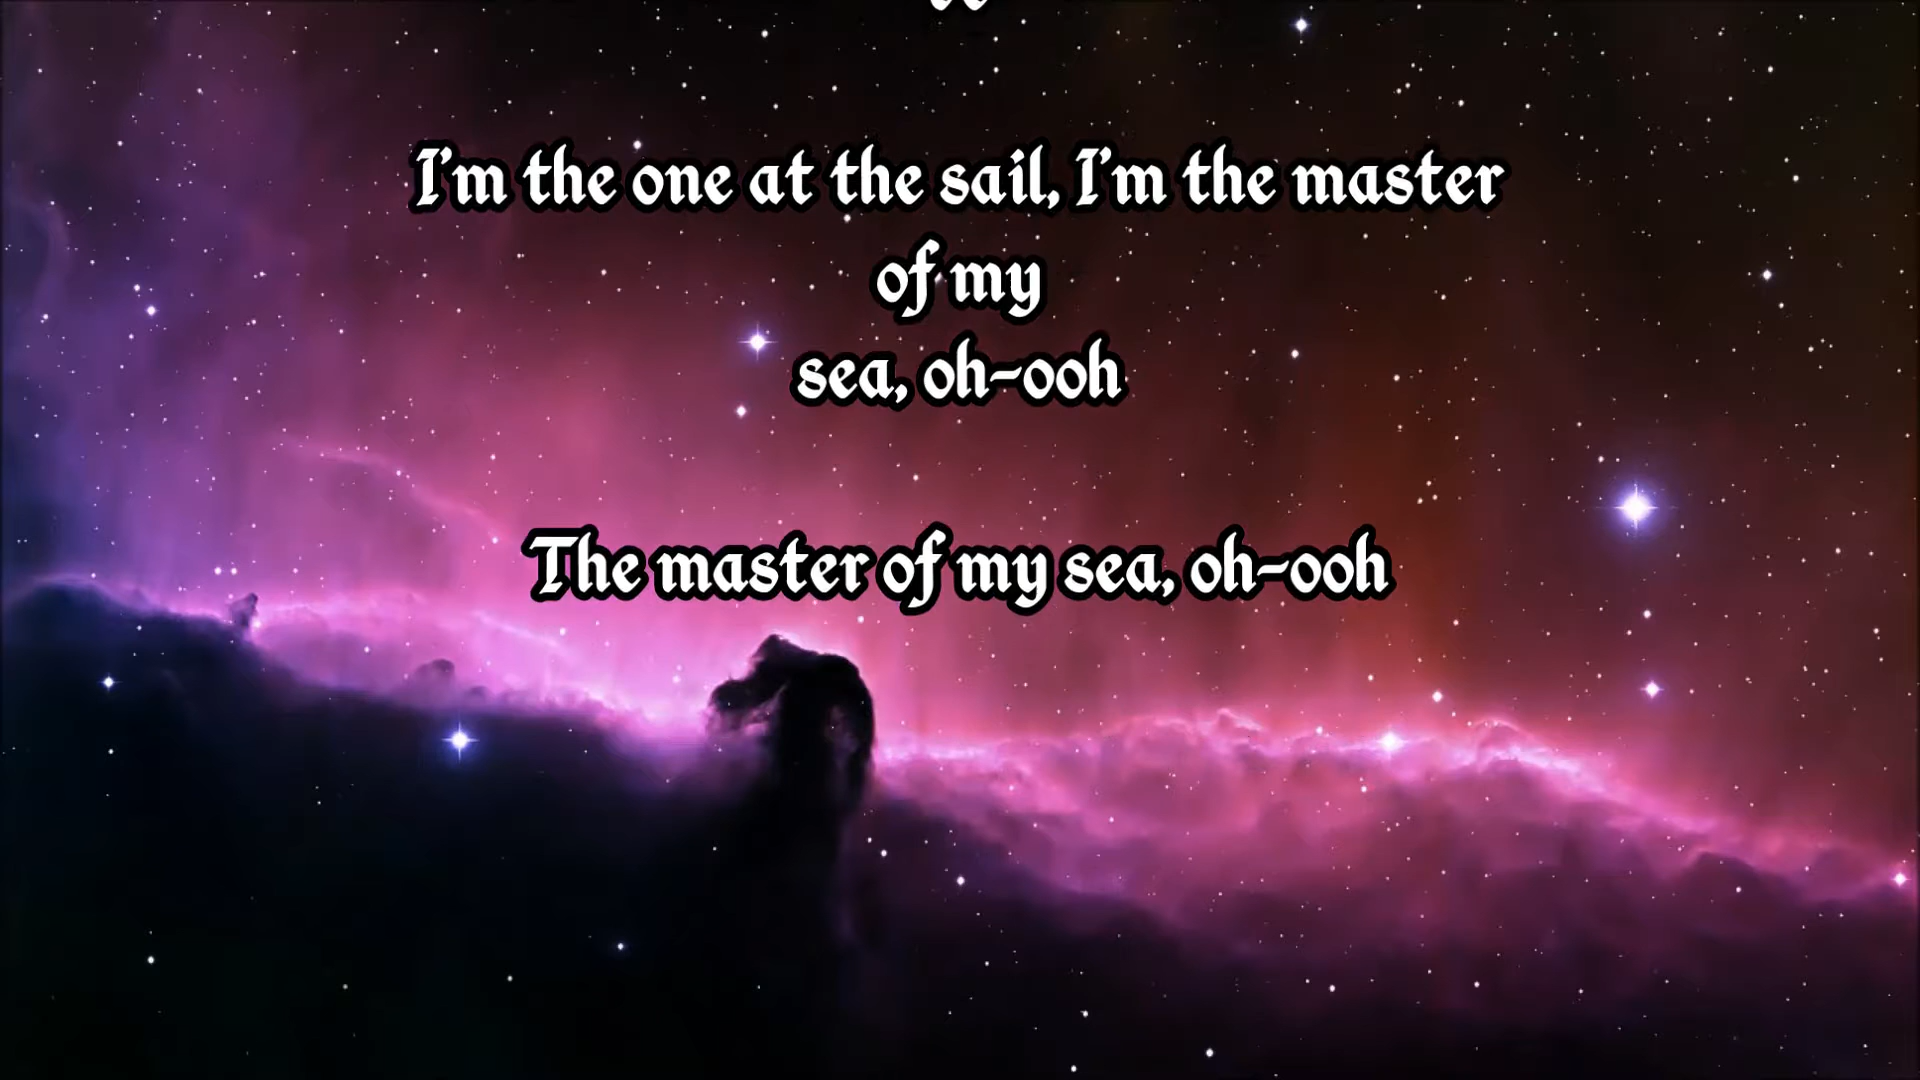 I'm the one at the sail, I'm the master
of my
sea, oh-ooh
The master of my sea, oh-ooh